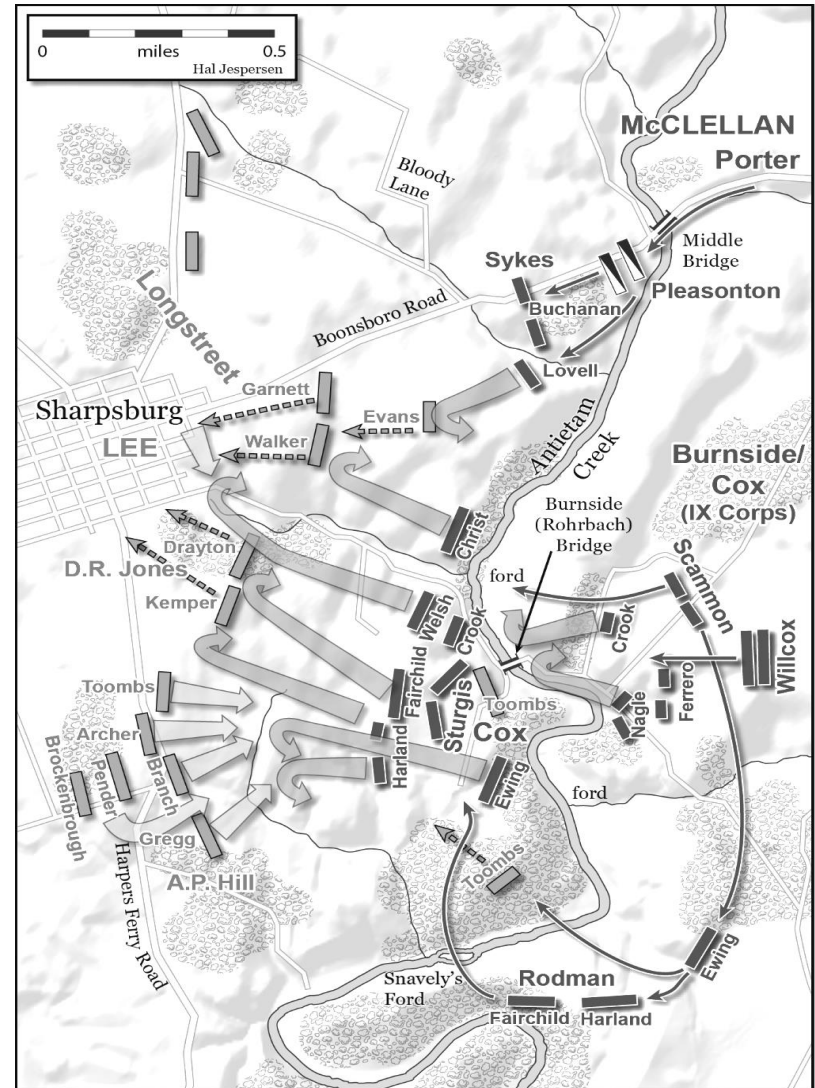 0 miles 0.5
Hal Jespersen
McCLELLAN
Porter
Bloody
Lane
Middle
Bridge
Sykes
Pleasonton
Buchanan
Boonsboro Road
Longstreet
Lovell
Garnett
Evans
Sharpsburg
LEE
Walker
Antietam
Creek
Burnside/
Cox
(IX Corps)
Burnside
(Rohrbach)
Bridge
Christ
Drayton
D.R. Jones
Kemper
ford
Scammon
Welsh
Crook
Crook
Willcox
Fairchild
Sturgis
Toombs
Cox
Nagle
Ferrero
Toombs
Archer
Harland
Branch
Pender
Brockenbrough
Ewing
ford
Gregg
A.P. Hill
Toombs
Harpers Ferry Road
Ewing
Snavely's
Ford
Rodman
Fairchild
Harland